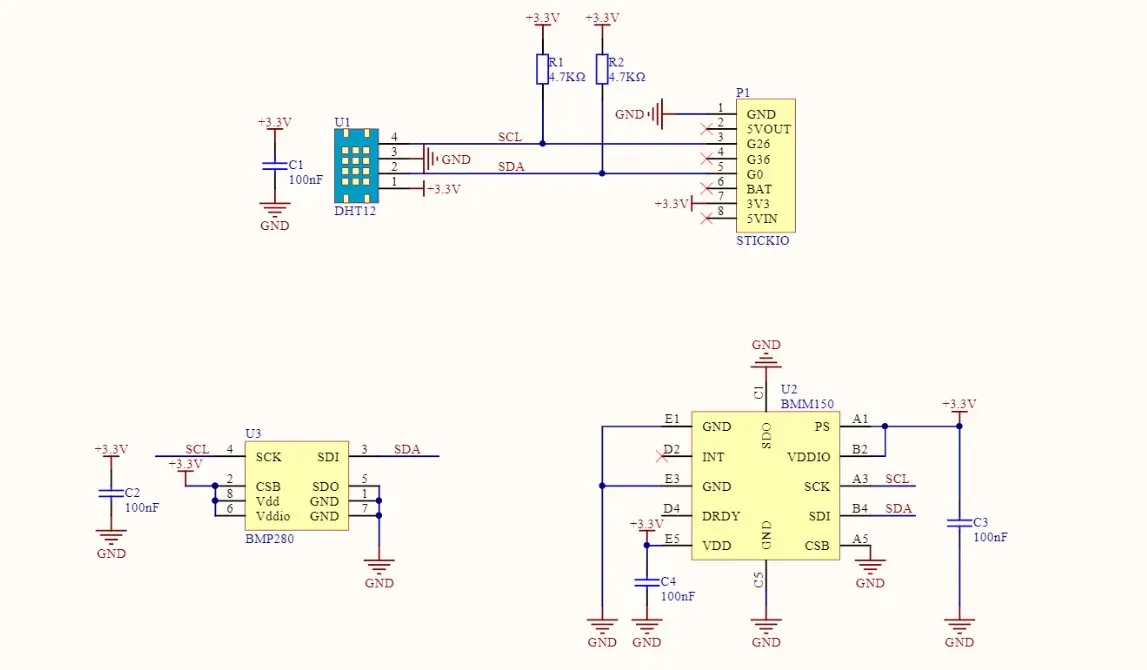 +3.3V +3.3V
R1 R2
4.7KΩ 4.7KΩ
P1
GND 1 GND
+3.3V U1 2 5VOUT
4 SCL 3 G26
C1 3 GND 4 G36
100nF 2 SDA 5 G0
1 +3.3V 6 BAT
+3.3V 7 3V3
DHT12 8 5VIN
GND
STICKIO
GND
C1 U2
BMM150
+3.3V
E1 GND SDO PS A1
D2 INT VDDIO B2
E3 GND SCK A3 SCL
D4 DRDY SDI B4 SDA
+3.3V
E5 VDD GND CSB A5
C3
100nF
C4
100nF
C5
GND
GND GND GND GND
U3
+3.3V SCL 4 SCK SDI 3 SDA
+3.3V
2 CSB SDO 5
C2 8 Vdd GND 1
100nF 6 Vddio GND 7
BMP280
GND
GND